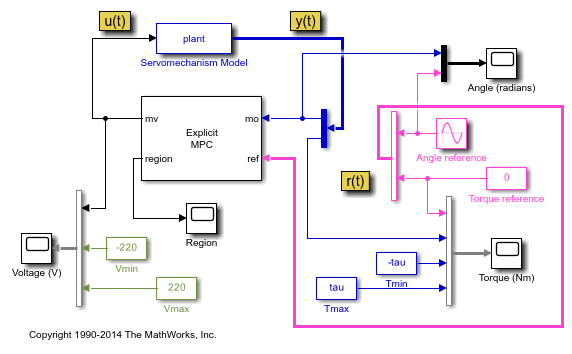 u(t)
y(t)
plant
Servomechanism Model
Angle (radians)
mv
mo
Explicit
MPC
region
ref
Angle reference
r(t)
0
Torque reference
Region
-220
Vmin
Voltage (V)
220
Vmax
-tau
Tmin
Torque (Nm)
tau
Tmax
Copyright 1990-2014 The MathWorks, Inc.